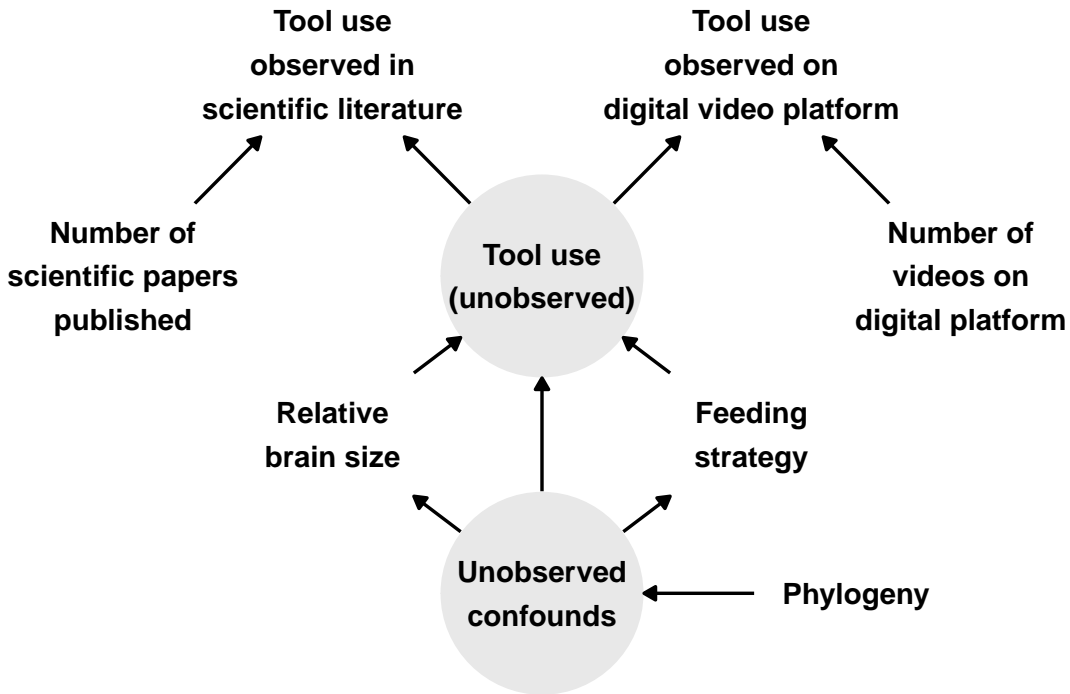 Tool use
observed in
scientific literature
Tool use
observed on
digital video platform
Number of
scientific papers
published
Tool use
(unobserved)
Number of
videos on
digital platform
Relative
brain size
Feeding
strategy
Unobserved
confounds
Phylogeny